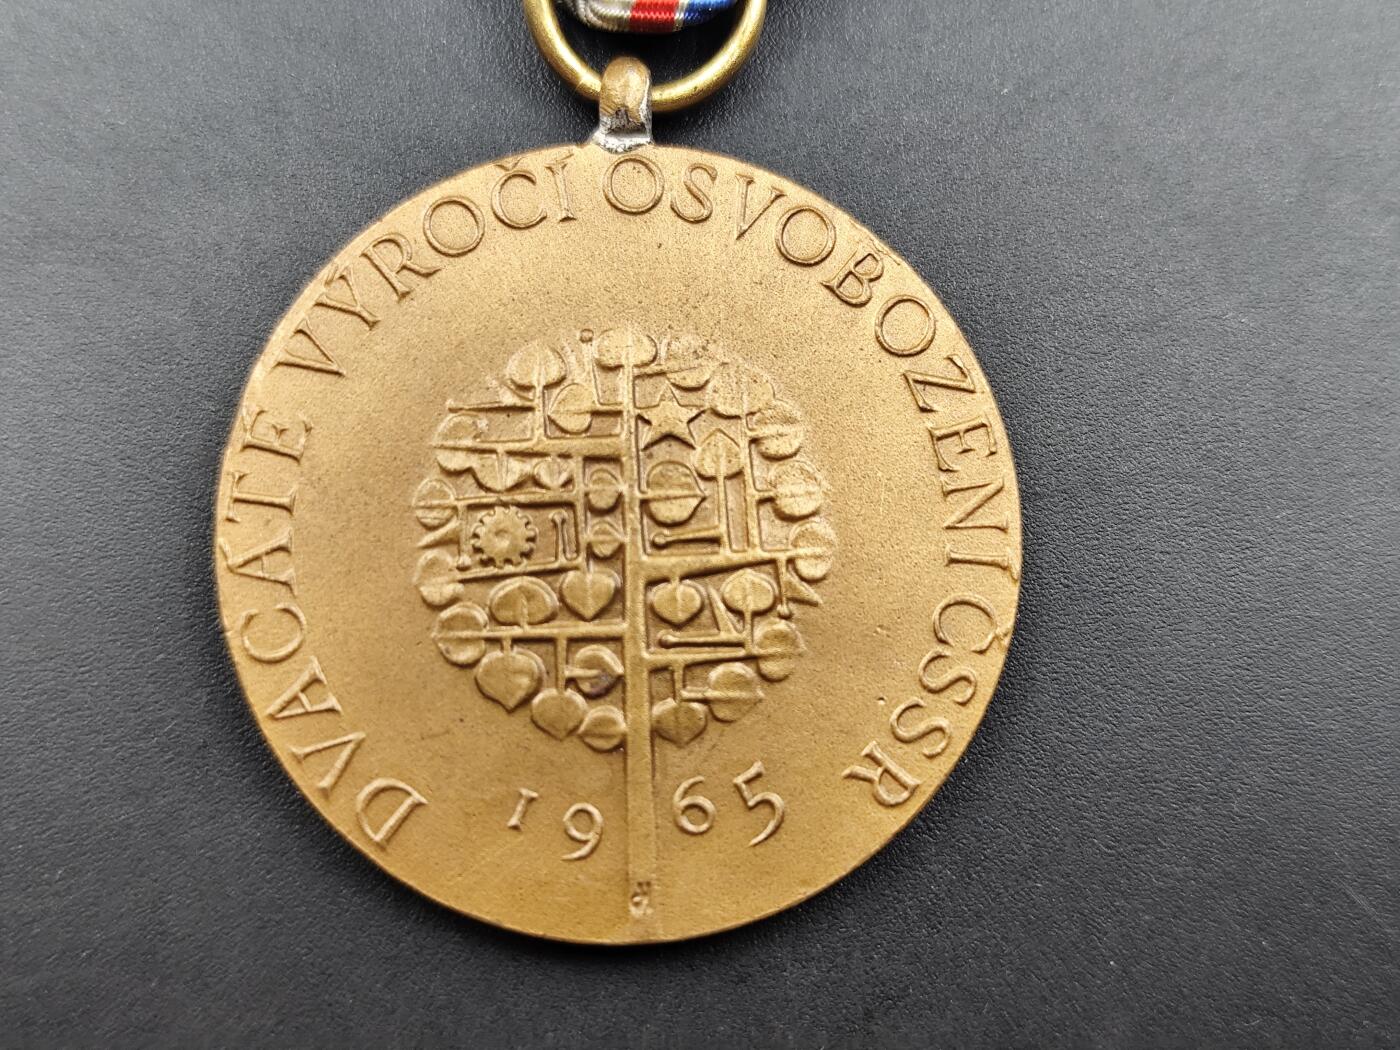 DVACÁTÉ VÝROČÍ OSVOBOZENÍ ČSSR
1965